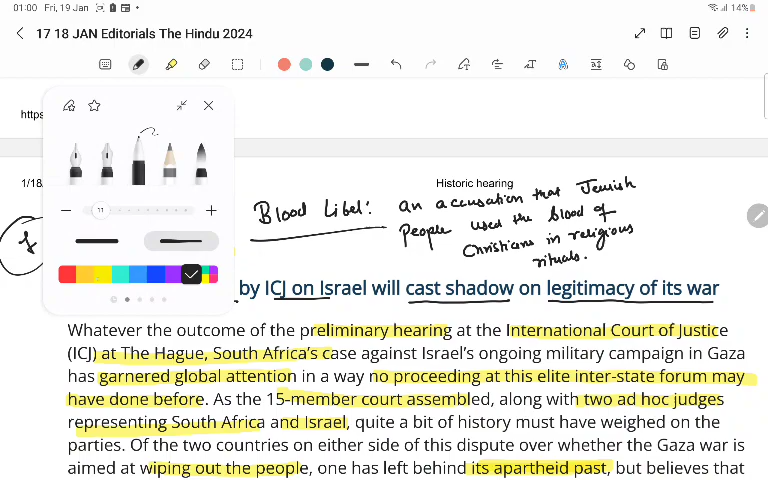 01:00 Fri, 19 Jan
14%
17 18 JAN Editorials The Hindu 2024
https
1/18/
Historic hearing
Blood Libel: an accusation that Jewish
People used the blood of
Christians in religious
rituals.
11
by ICJ on Israel will cast shadow on legitimacy of its war
Whatever the outcome of the preliminary hearing at the International Court of Justice
(ICJ) at The Hague, South Africa's case against Israel's ongoing military campaign in Gaza
has garnered global attention in a way no proceeding at this elite inter-state forum may
have done before. As the 15-member court assembled, along with two ad hoc judges
representing South Africa and Israel, quite a bit of history must have weighed on the
parties. Of the two countries on either side of this dispute over whether the Gaza war is
aimed at wiping out the people, one has left behind its apartheid past, but believes that